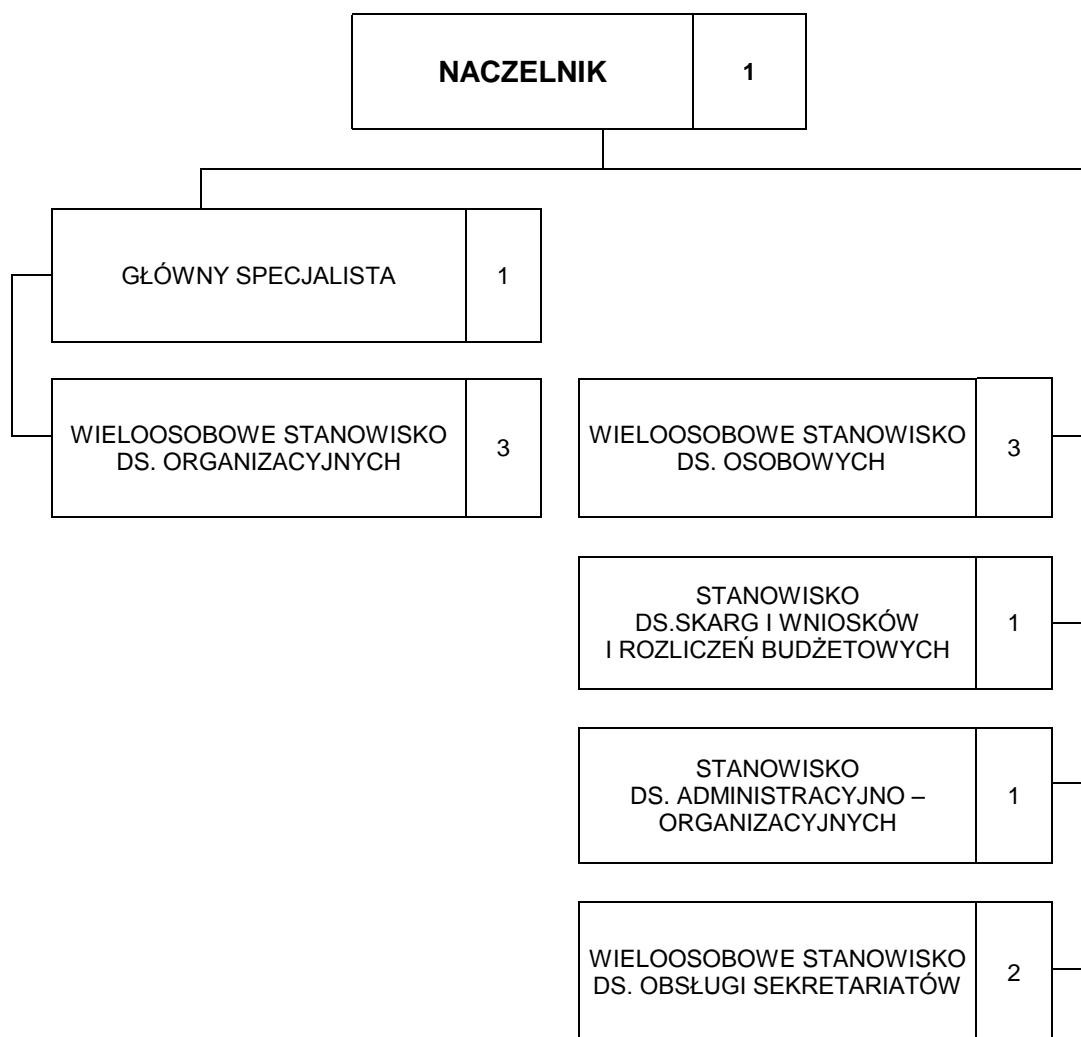 NACZELNIK 1
GŁÓWNY SPECJALISTA 1
WIELOOSOBOWE STANOWISKO
DS. ORGANIZACYJNYCH
3
WIELOOSOBOWE STANOWISKO
DS. OSOBOWYCH
3
STANOWISKO
DS.SKARG I WNIOSKÓW
I ROZLICZEŃ BUDŻETOWYCH
1
STANOWISKO
DS. ADMINISTRACYJNO –
ORGANIZACYJNYCH
1
WIELOOSOBOWE STANOWISKO
DS. OBSŁUGI SEKRETARIATÓW
2